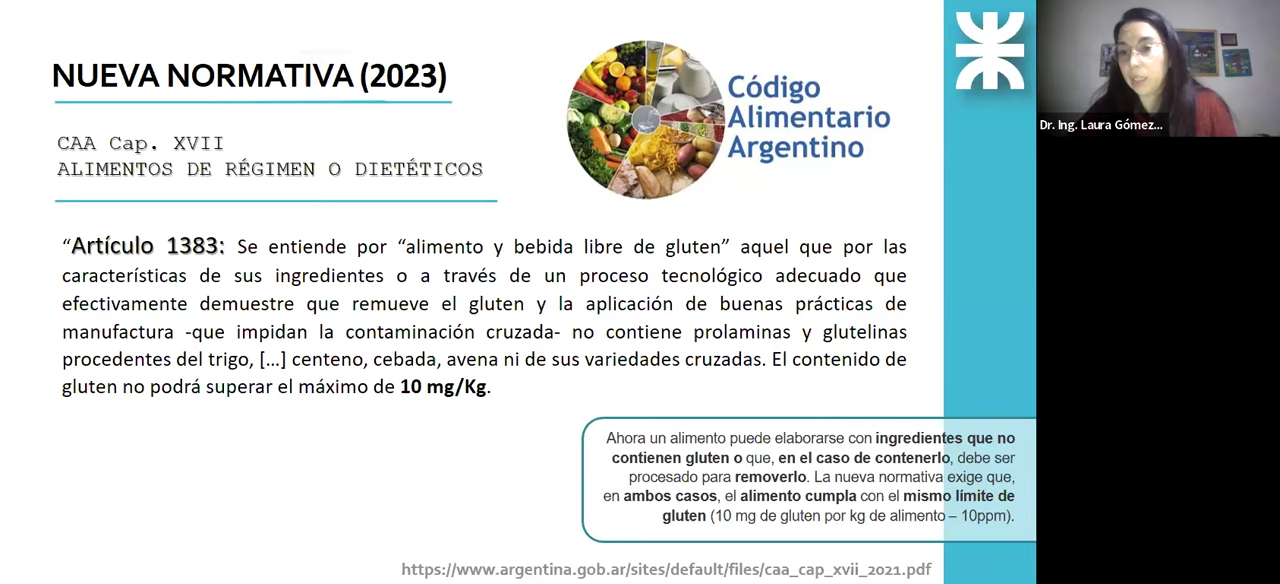 NUEVA NORMATIVA (2023)
CAA Cap. XVII
ALIMENTOS DE RÉGIMEN O DIETÉTICOS
Código
Alimentario
Argentino
Dr. Ing. Laura Gómez...
“Artículo 1383: Se entiende por “alimento y bebida libre de gluten” aquel que por las
características de sus ingredientes o a través de un proceso tecnológico adecuado que
efectivamente demuestre que remueve el gluten y la aplicación de buenas prácticas de
manufactura -que impidan la contaminación cruzada- no contiene prolaminas y glutelinas
procedentes del trigo, [...] centeno, cebada, avena ni de sus variedades cruzadas. El contenido de
gluten no podrá superar el máximo de 10 mg/Kg.
Ahora un alimento puede elaborarse con ingredientes que no
contienen gluten o que, en el caso de contenerlo, debe ser
procesado para removerlo. La nueva normativa exige que,
en ambos casos, el alimento cumpla con el mismo límite de
gluten (10 mg de gluten por kg de alimento – 10ppm).
https://www.argentina.gob.ar/sites/default/files/caa_cap_xvii_2021.pdf